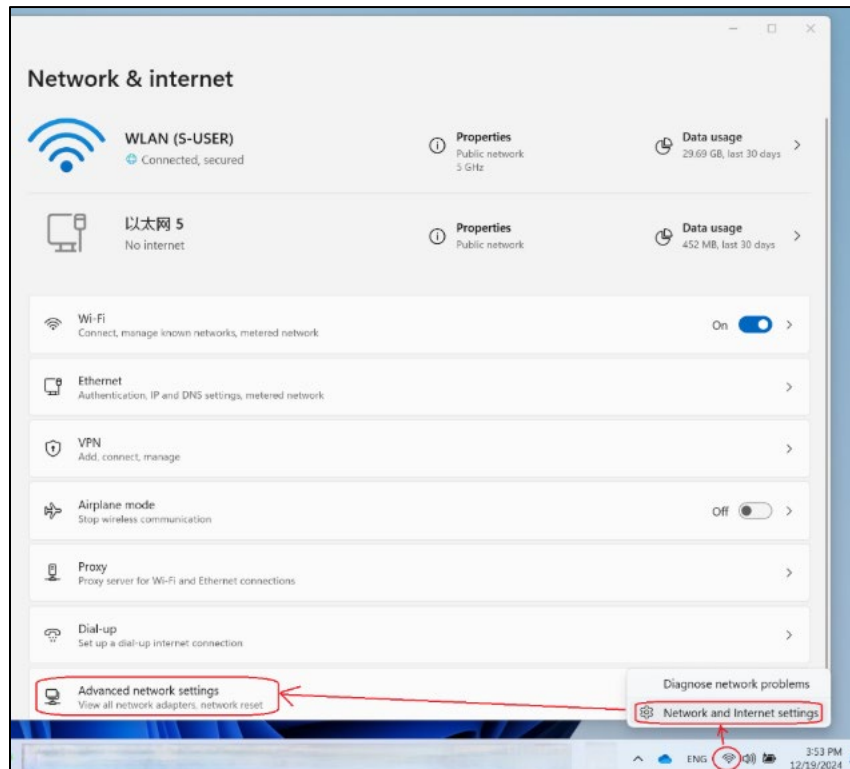 Network & internet
WLAN (S-USER)
Connected, secured
Properties
Public network
5 GHz
Data usage
29.69 GB, last 30 days
以太网 5
No internet
Properties
Public network
Data usage
452 MB, last 30 days
Wi-Fi
Connect, manage known networks, metered network
On
Ethernet
Authentication, IP and DNS settings, metered network
VPN
Add, connect, manage
Airplane mode
Stop wireless communication
Off
Proxy
Proxy server for Wi-Fi and Ethernet connections
Dial-up
Set up a dial-up internet connection
Advanced network settings
View all network adapters, network reset
Diagnose network problems
Network and Internet settings
ENG
3:53 PM
12/19/2024